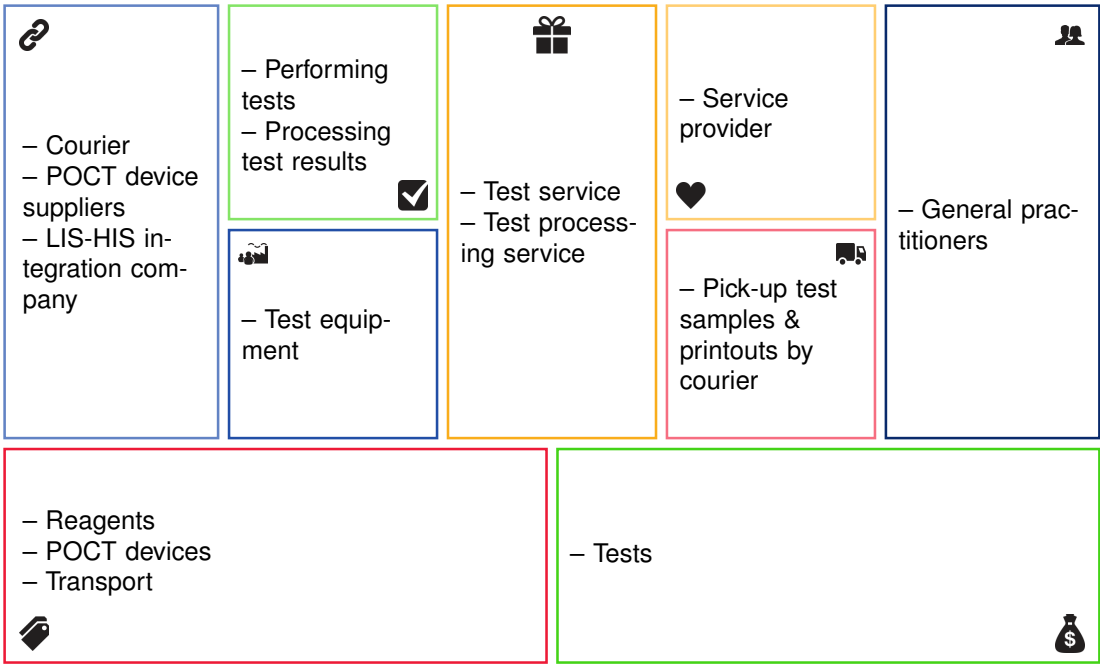 – Courier
– POCT device
suppliers
– LIS-HIS in-
tegration com-
pany
– Performing
tests
– Processing
test results
– Test equip-
ment
– Test service
– Test process-
ing service
– Service
provider
– Pick-up test
samples &
printouts by
courier
– General prac-
titioners
– Reagents
– POCT devices
– Transport
– Tests
$